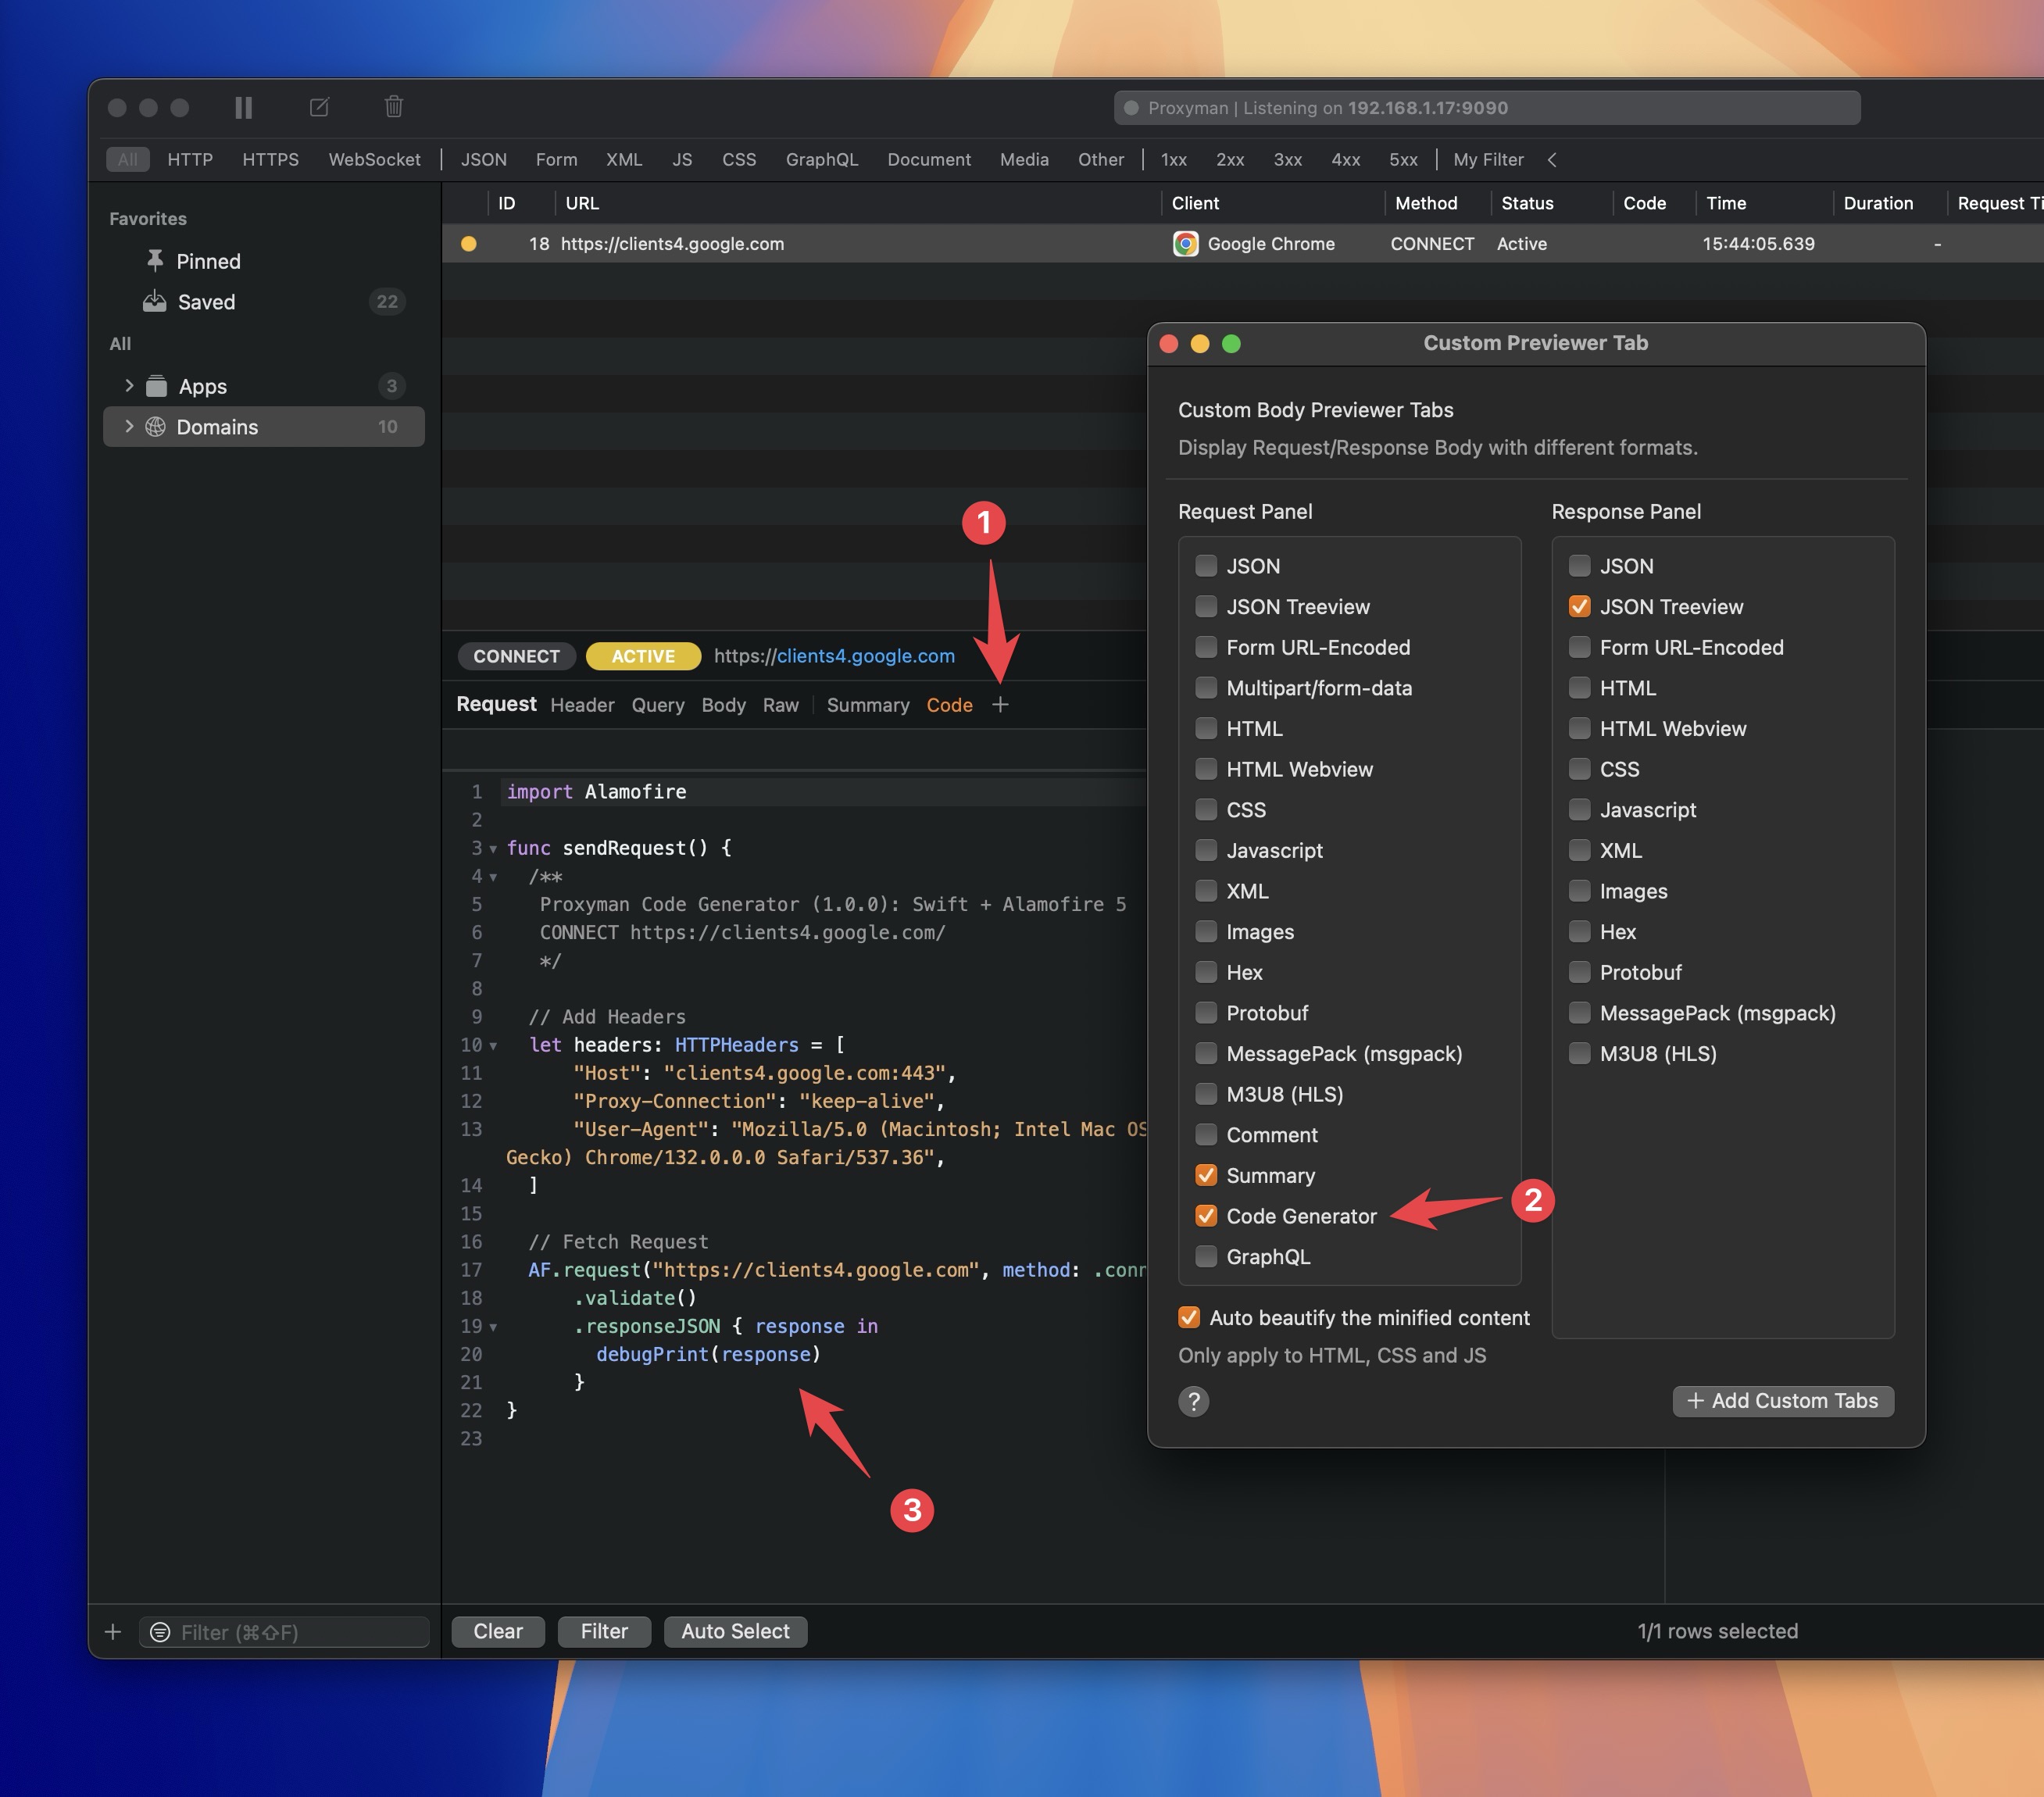 Proxyman | Listening on 192.168.1.17:9090
All HTTP HTTPS WebSocket JSON Form XML JS CSS GraphQL Document Media Other 1xx 2xx 3xx 4xx 5xx My Filter
Favorites
Pinned
Saved 22
All
Apps 3
Domains 10
ID URL Client Method Status Code Time Duration Request Ti
18 https://clients4.google.com Google Chrome CONNECT Active 15:44:05.639 -
1
CONNECT ACTIVE https://clients4.google.com
Request Header Query Body Raw Summary Code +
1 import Alamofire
2
3 func sendRequest() {
4 /**
5 Proxyman Code Generator (1.0.0): Swift + Alamofire 5
6 CONNECT https://clients4.google.com/
7 */
8
9 // Add Headers
10 let headers: HTTPHeaders = [
11 "Host": "clients4.google.com:443",
12 "Proxy-Connection": "keep-alive",
13 "User-Agent": "Mozilla/5.0 (Macintosh; Intel Mac OS
Gecko) Chrome/132.0.0.0 Safari/537.36",
14 ]
15
16 // Fetch Request
17 AF.request("https://clients4.google.com", method: .conn
18 .validate()
19 .responseJSON { response in
20 debugPrint(response)
21 }
22 }
23
3
Custom Previewer Tab
Custom Body Previewer Tabs
Display Request/Response Body with different formats.
Request Panel
JSON
JSON Treeview
Form URL-Encoded
Multipart/form-data
HTML
HTML Webview
CSS
Javascript
XML
Images
Hex
Protobuf
MessagePack (msgpack)
M3U8 (HLS)
Comment
Summary
Code Generator
GraphQL
2
Response Panel
JSON
JSON Treeview
Form URL-Encoded
HTML
HTML Webview
CSS
Javascript
XML
Images
Hex
Protobuf
MessagePack (msgpack)
M3U8 (HLS)
Auto beautify the minified content
Only apply to HTML, CSS and JS
? + Add Custom Tabs
+ Filter (⌘⇧F) Clear Filter Auto Select 1/1 rows selected